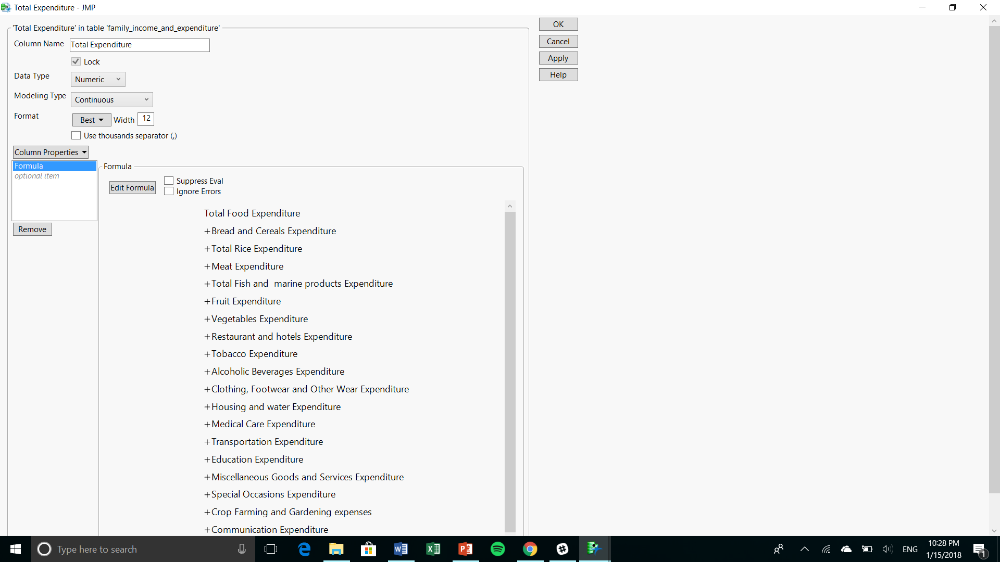 Total Expenditure - JMP
'Total Expenditure' in table 'family_income_and_expenditure'
Column Name Total Expenditure
Lock
Data Type Numeric
Modeling Type Continuous
Format Best Width 12
Use thousands separator (,)
Column Properties
Formula
optional item
Remove
Formula
Edit Formula
Suppress Eval
Ignore Errors
Total Food Expenditure
+Bread and Cereals Expenditure
+Total Rice Expenditure
+Meat Expenditure
+Total Fish and  marine products Expenditure
+Fruit Expenditure
+Vegetables Expenditure
+Restaurant and hotels Expenditure
+Tobacco Expenditure
+Alcoholic Beverages Expenditure
+Clothing, Footwear and Other Wear Expenditure
+Housing and water Expenditure
+Medical Care Expenditure
+Transportation Expenditure
+Education Expenditure
+Miscellaneous Goods and Services Expenditure
+Special Occasions Expenditure
+Crop Farming and Gardening expenses
+Communication Expenditure
OK
Cancel
Apply
Help
Type here to search
ENG
10:28 PM
1/15/2018
1